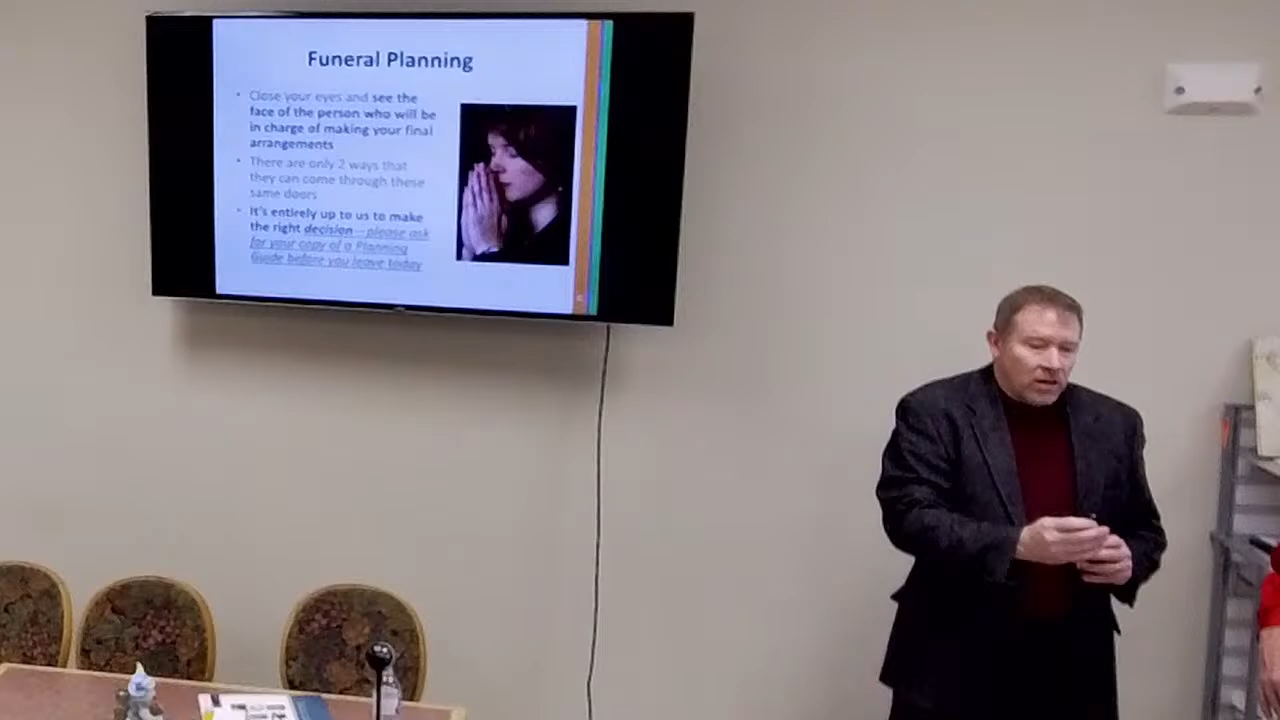 Funeral Planning
• Close your eyes and see the
face of the person who will be
in charge of making your final
arrangements
• There are only 2 ways that
they can come through these
same doors
• It's entirely up to us to make
the right decision – please ask
for your copy of a Planning
Guide before you leave today